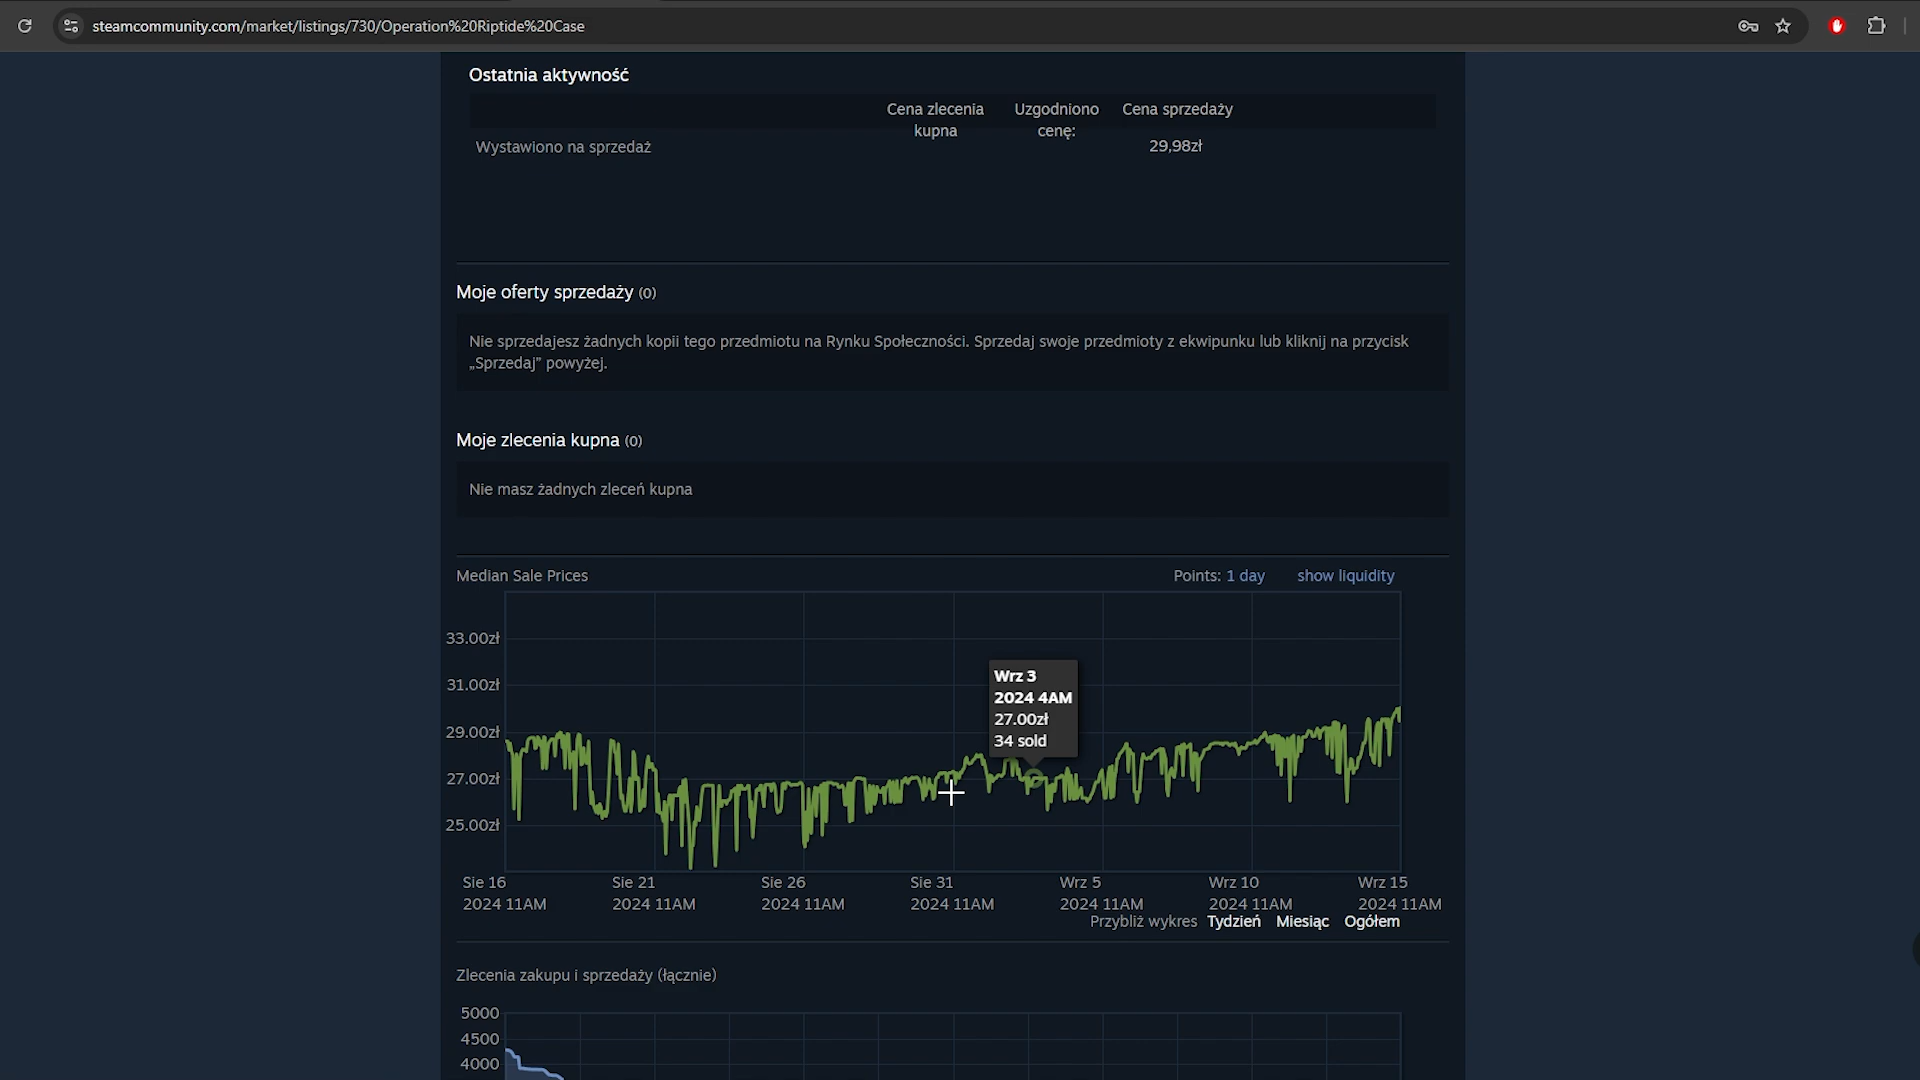 steamcommunity.com/market/listings/730/Operation%20Riptide%20Case
Ostatnia aktywność
Cena zlecenia kupna
Uzgodniono cenę:
Cena sprzedaży
Wystawiono na sprzedaż
29,98zł
Moje oferty sprzedaży (0)
Nie sprzedajesz żadnych kopii tego przedmiotu na Rynku Społeczności. Sprzedaj swoje przedmioty z ekwipunku lub kliknij na przycisk
„Sprzedaj” powyżej.
Moje zlecenia kupna (0)
Nie masz żadnych zleceń kupna
Median Sale Prices
Points: 1 day
show liquidity
33.00zł
31.00zł
29.00zł
27.00zł
25.00zł
Wrz 3
2024 4AM
27.00zł
34 sold
Sie 16
2024 11AM
Sie 21
2024 11AM
Sie 26
2024 11AM
Sie 31
2024 11AM
Wrz 5
2024 11AM
Wrz 10
2024 11AM
Wrz 15
2024 11AM
Przybliż wykres Tydzień Miesiąc Ogółem
Zlecenia zakupu i sprzedaży (łącznie)
5000
4500
4000